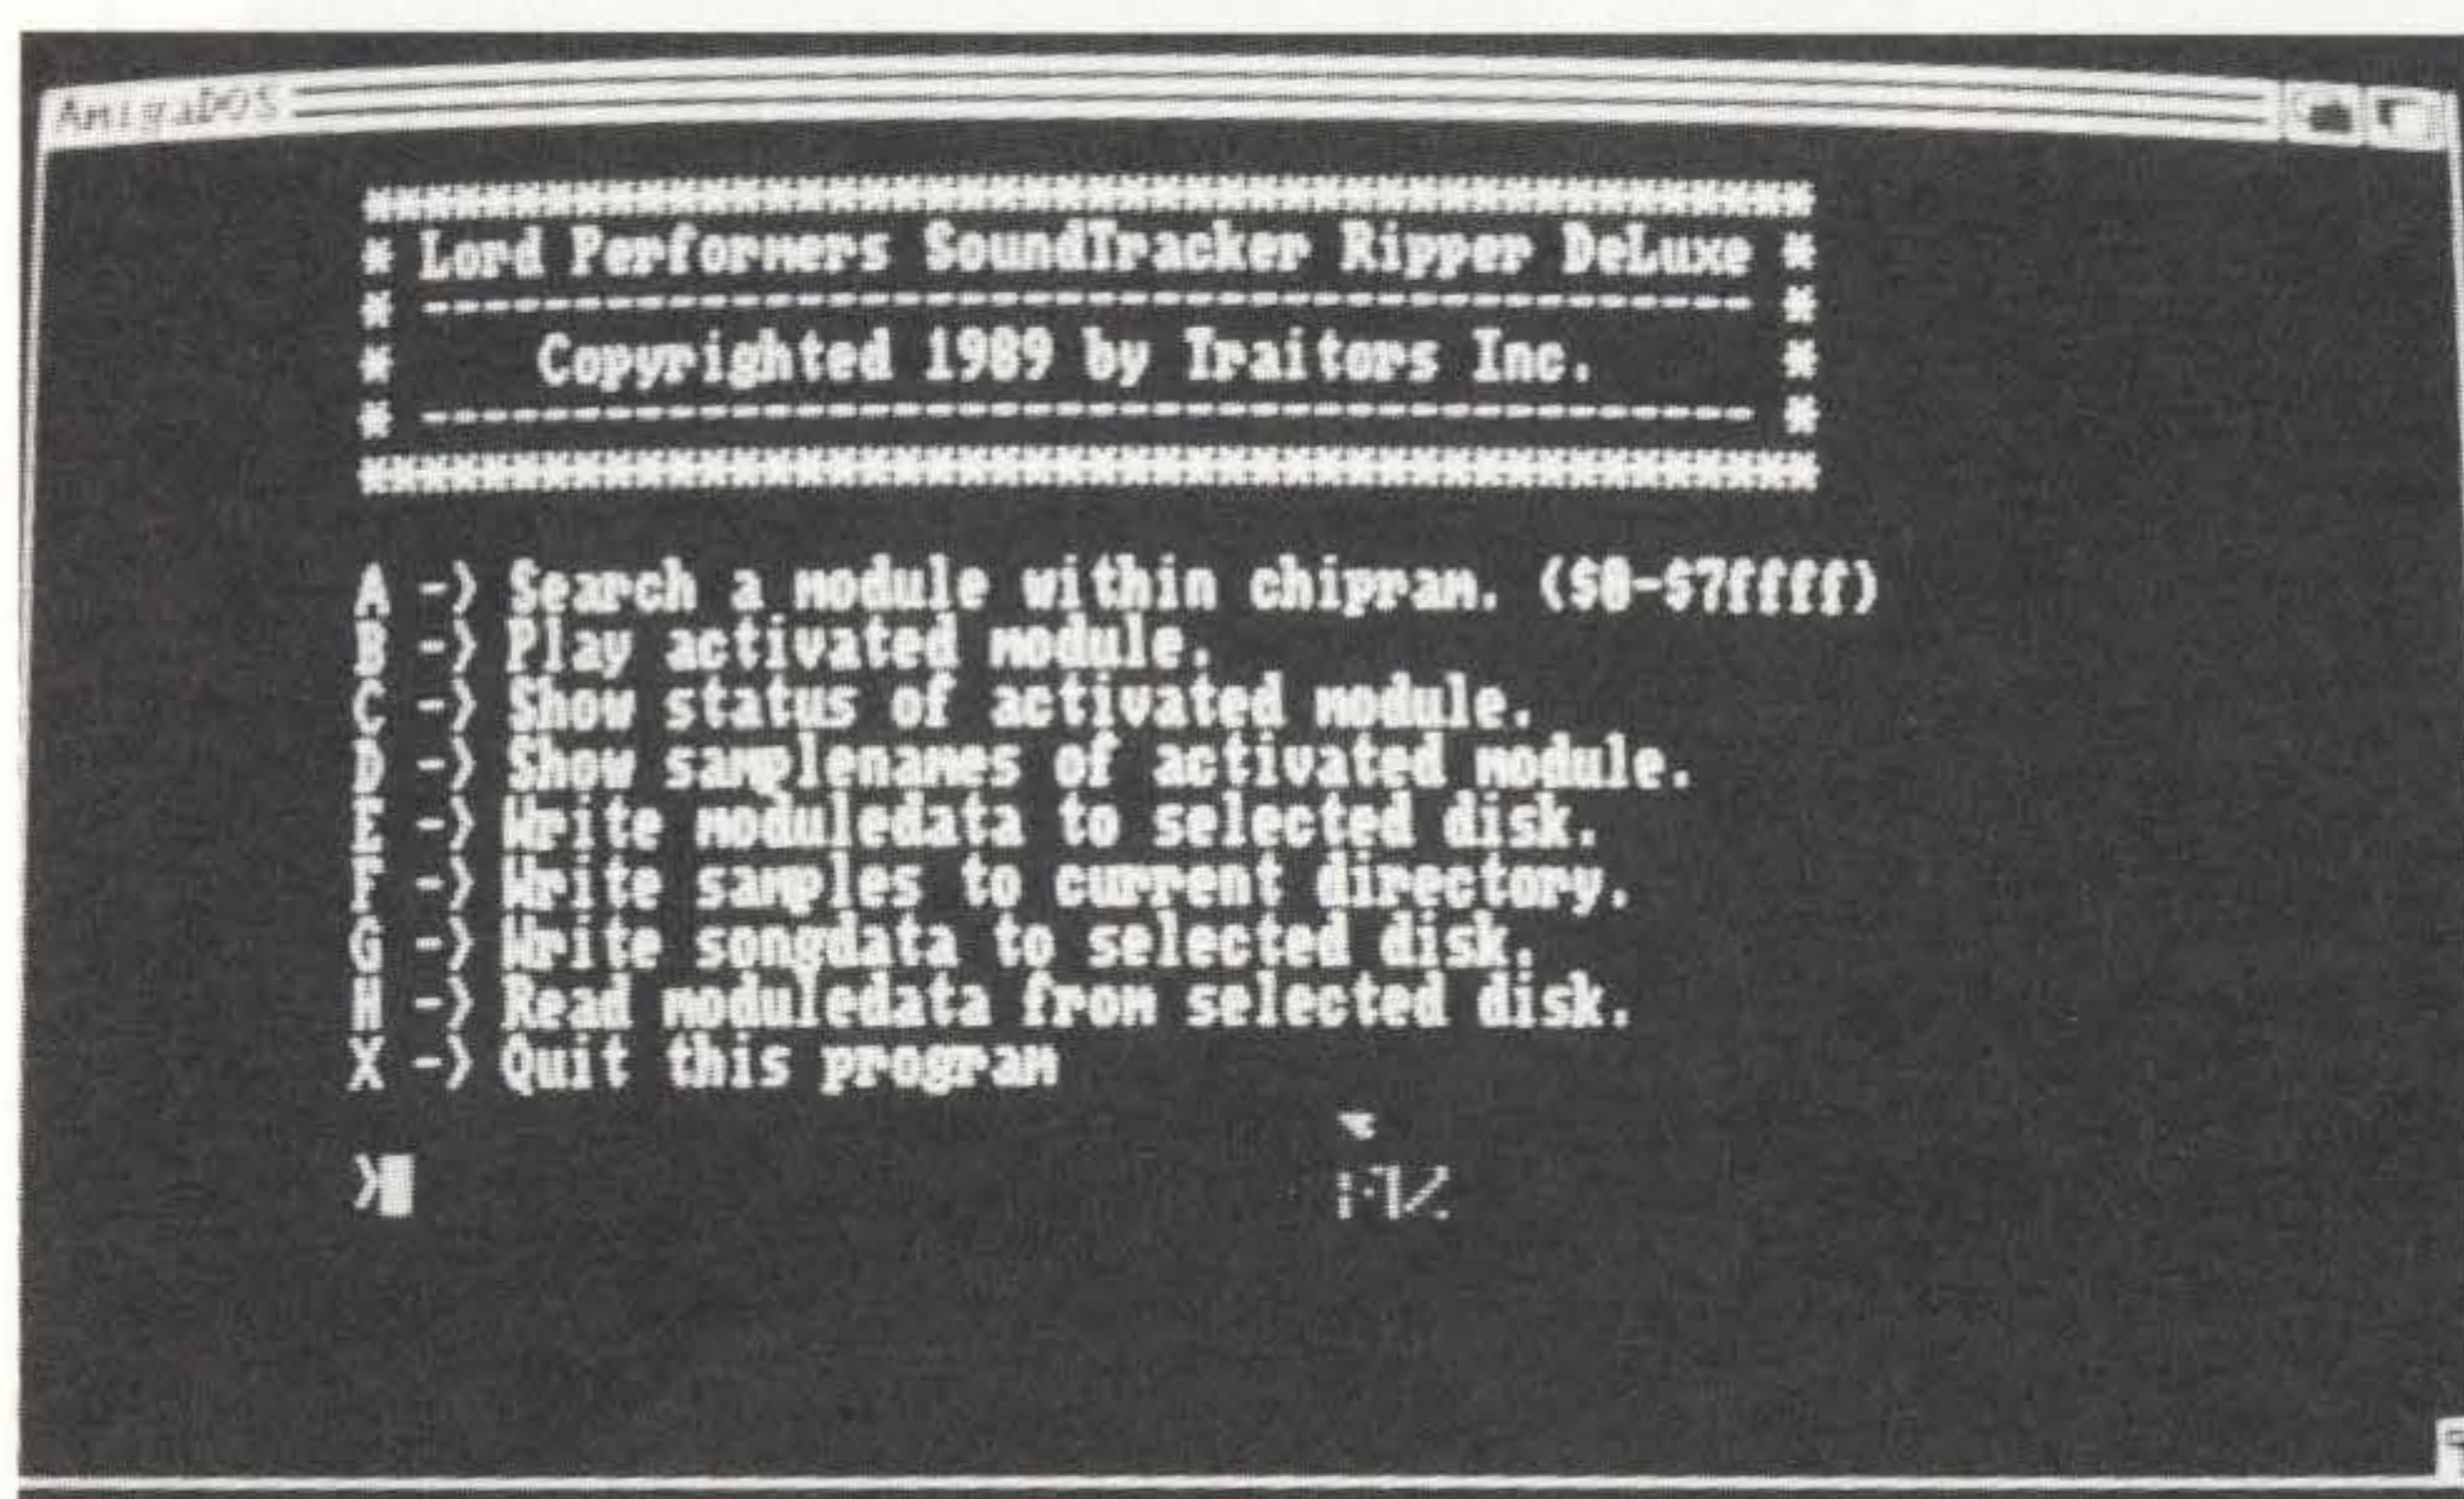 AmigaDOS
*************************************************
* Lord Performers SoundTracker Ripper DeLuxe *
* ------------------------------------------ *
* Copyrighted 1989 by Traitors Inc. *
* ------------------------------------------ *
*************************************************
A -> Search a module within chipram. ($0-$7ffff)
B -> Play activated module.
C -> Show status of activated module.
D -> Show samplenames of activated module.
E -> Write moduledata to selected disk.
F -> Write samples to current directory.
G -> Write songdata to selected disk.
H -> Read moduledata from selected disk.
X -> Quit this program
>